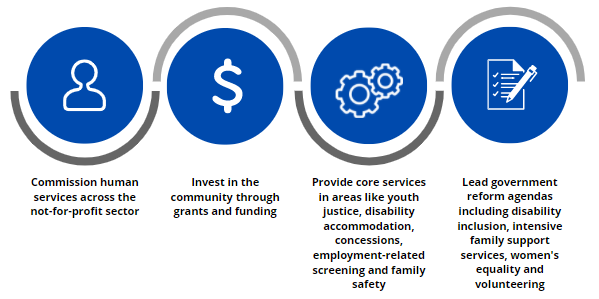 $
Commission human
services across the
not-for-profit sector
Invest in the
community through
grants and funding
Provide core services
in areas like youth
justice, disability
accommodation,
concessions,
employment-related
screening and family
safety
Lead government
reform agendas
including disability
inclusion, intensive
family support
services, women's
equality and
volunteering